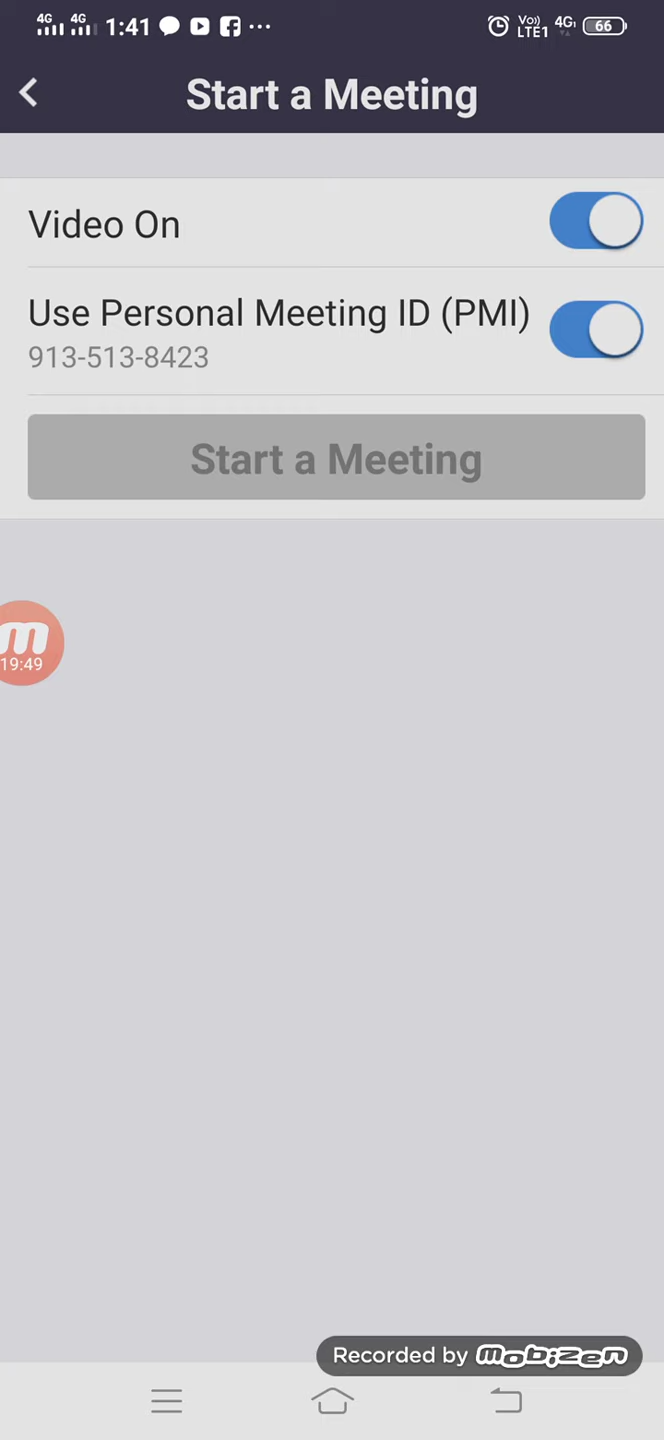 4G 4G 1:41 ... Vo)) LTE1 4G1 66
Start a Meeting
Video On
Use Personal Meeting ID (PMI)
913-513-8423
Start a Meeting
m
19:49
Recorded by mobizen